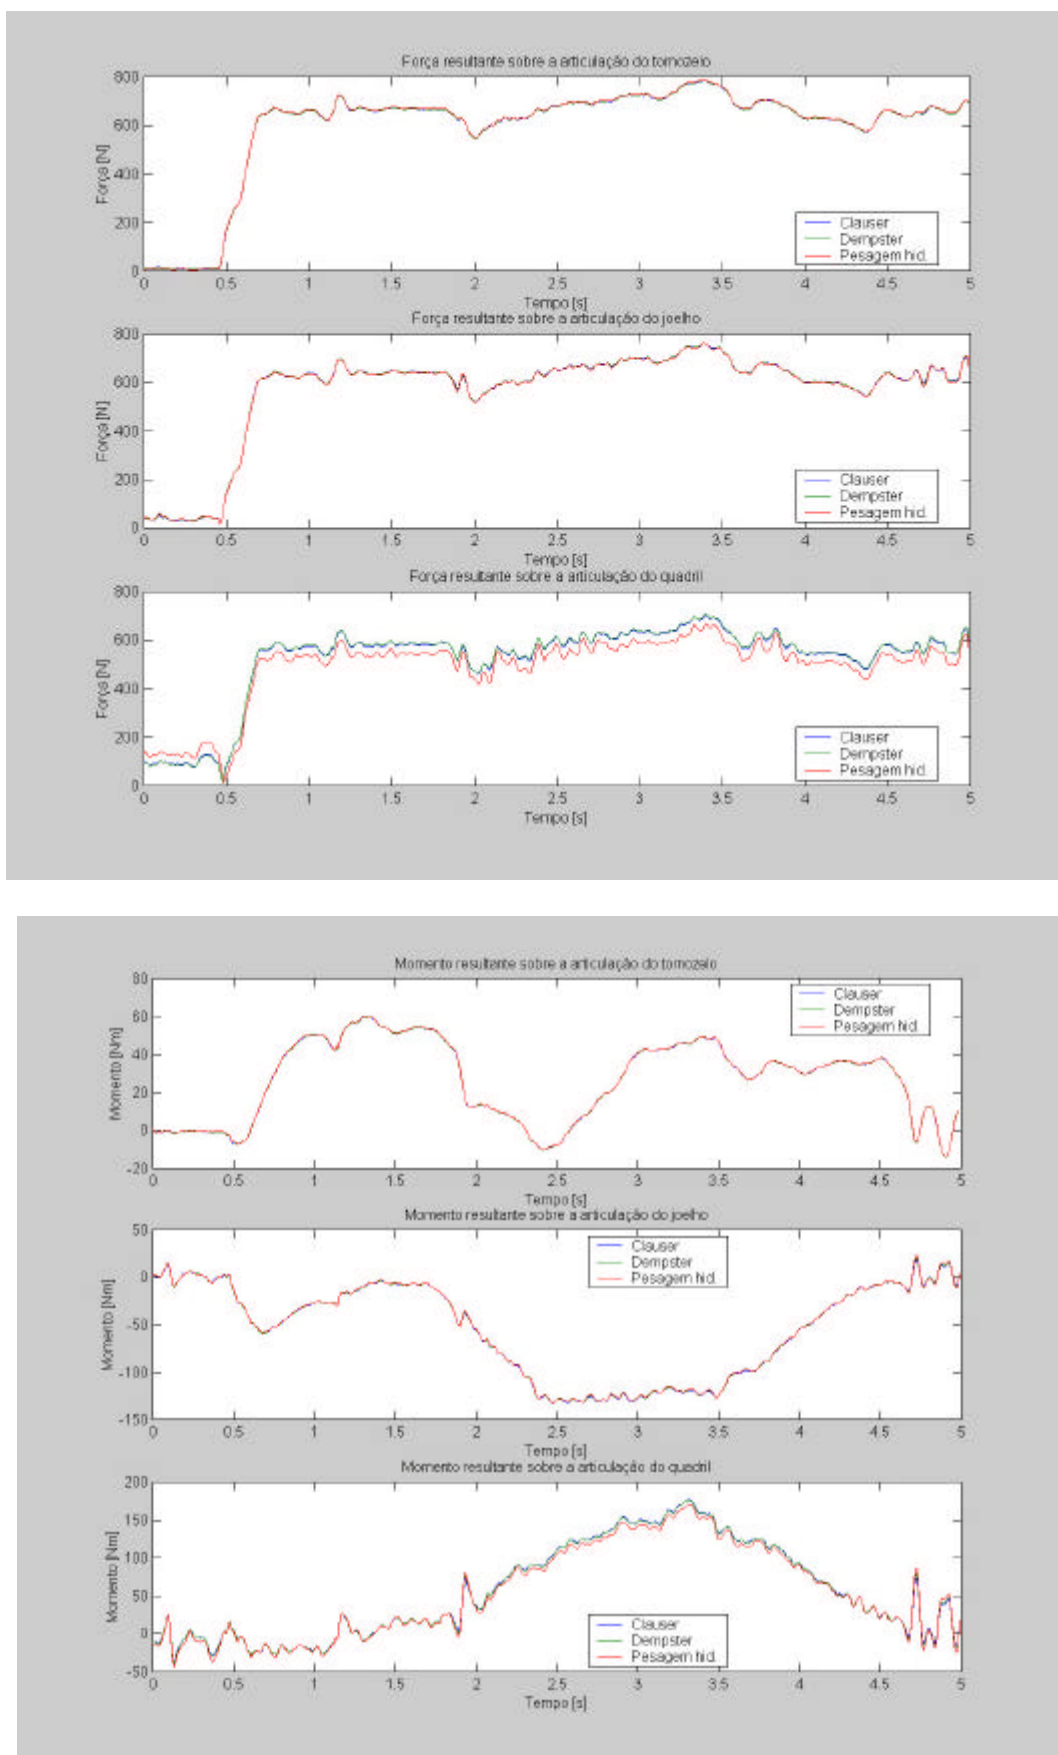 Força resultante sobre a articulação do tornozelo
800
600
400
200
0
Força [N]
Clauser
Dempster
Pesagem hid.
0 0.5 1 1.5 2 2.5 3 3.5 4 4.5 5
Tempo [s]
Força resultante sobre a articulação do joelho
800
600
400
200
0
Força [N]
Clauser
Dempster
Pesagem hid.
0 0.5 1 1.5 2 2.5 3 3.5 4 4.5 5
Tempo [s]
Força resultante sobre a articulação do quadril
800
600
400
200
0
Força [N]
Clauser
Dempster
Pesagem hid.
0 0.5 1 1.5 2 2.5 3 3.5 4 4.5 5
Tempo [s]
Momento resultante sobre a articulação do tornozelo
80
60
40
20
0
-20
Momento [Nm]
Clauser
Dempster
Pesagem hid.
0 0.5 1 1.5 2 2.5 3 3.5 4 4.5 5
Tempo [s]
Momento resultante sobre a articulação do joelho
50
0
-50
-100
-150
Momento [Nm]
Clauser
Dempster
Pesagem hid.
0 0.5 1 1.5 2 2.5 3 3.5 4 4.5 5
Tempo [s]
Momento resultante sobre a articulação do quadril
200
150
100
50
0
-50
Momento [Nm]
Clauser
Dempster
Pesagem hid.
0 0.5 1 1.5 2 2.5 3 3.5 4 4.5 5
Tempo [s]